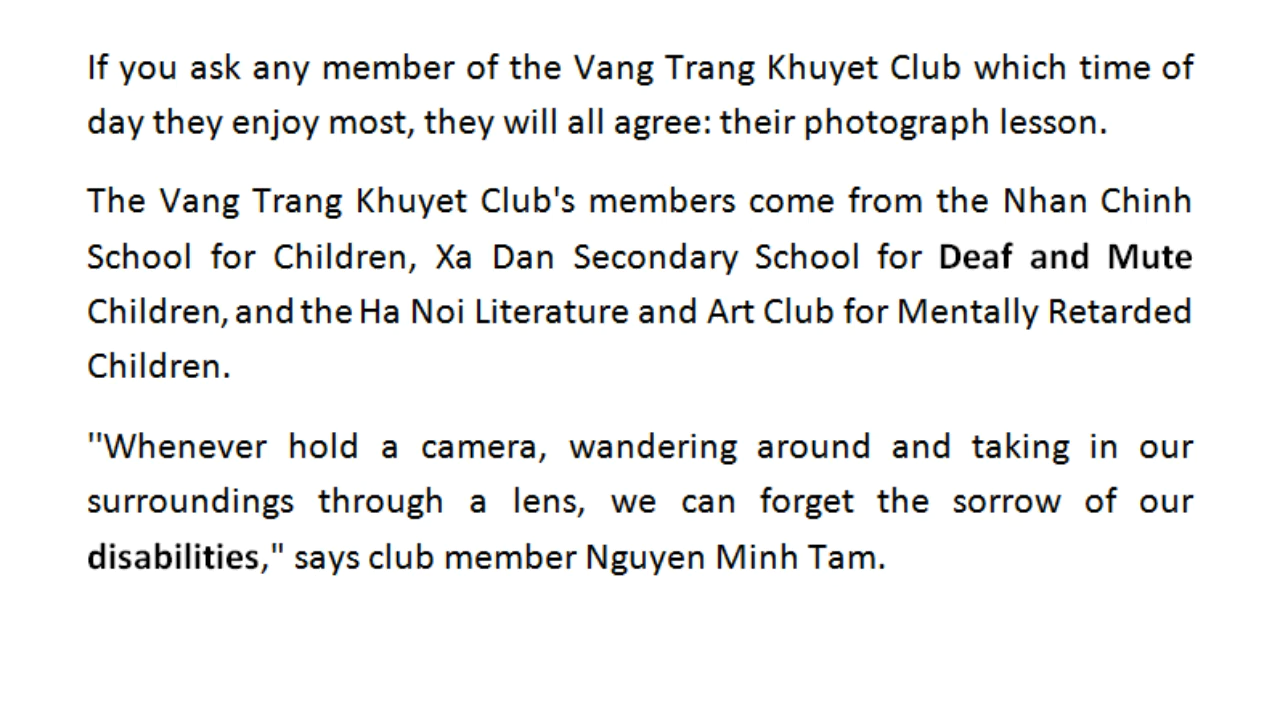 If you ask any member of the Vang Trang Khuyet Club which time of
day they enjoy most, they will all agree: their photograph lesson.
The Vang Trang Khuyet Club's members come from the Nhan Chinh
School for Children, Xa Dan Secondary School for Deaf and Mute
Children, and the Ha Noi Literature and Art Club for Mentally Retarded
Children.
"Whenever hold a camera, wandering around and taking in our
surroundings through a lens, we can forget the sorrow of our
disabilities," says club member Nguyen Minh Tam.